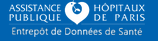 ASSISTANCE HÔPITAUX
PUBLIQUE DE PARIS
Entrepôt de Données de Santé